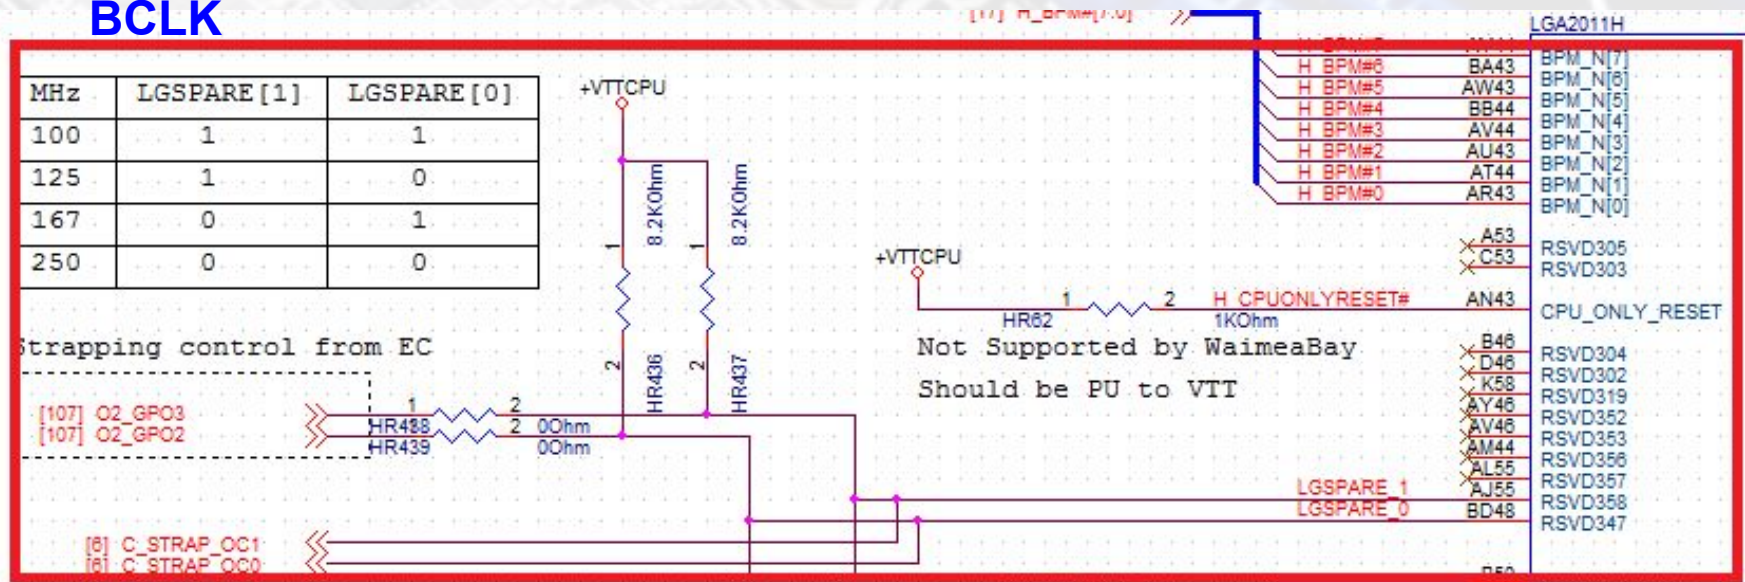 BCLK
[17] H_BPM#[7:0]
LGA2011H
MHz LGSPARE[1] LGSPARE[0]
100 1 1
125 1 0
167 0 1
250 0 0
+VTTCPU
1 8.2KOhm
1 8.2KOhm
2 HR436
2 HR437
BPM_N[7]
H_BPM#6 BA43 BPM_N[6]
H_BPM#5 AW43 BPM_N[5]
H_BPM#4 BB44 BPM_N[4]
H_BPM#3 AV44 BPM_N[3]
H_BPM#2 AU43 BPM_N[2]
H_BPM#1 AT44 BPM_N[1]
H_BPM#0 AR43 BPM_N[0]
A53 RSVD305
C53 RSVD303
+VTTCPU
1 2 H_CPUONLYRESET# AN43 CPU_ONLY_RESET
HR62 1KOhm
Not Supported by WaimeaBay
Should be PU to VTT
B46 RSVD304
D46 RSVD302
K58 RSVD319
AY46 RSVD352
AV46 RSVD353
AM44 RSVD356
AL55 RSVD357
LGSPARE_1 AJ55 RSVD358
LGSPARE_0 BD48 RSVD347
Strapping control from EC
[107] O2_GPO3 1 2
HR438 0Ohm
[107] O2_GPO2 2
HR439 0Ohm
[6] C_STRAP_OC1
[6] C_STRAP_OC0